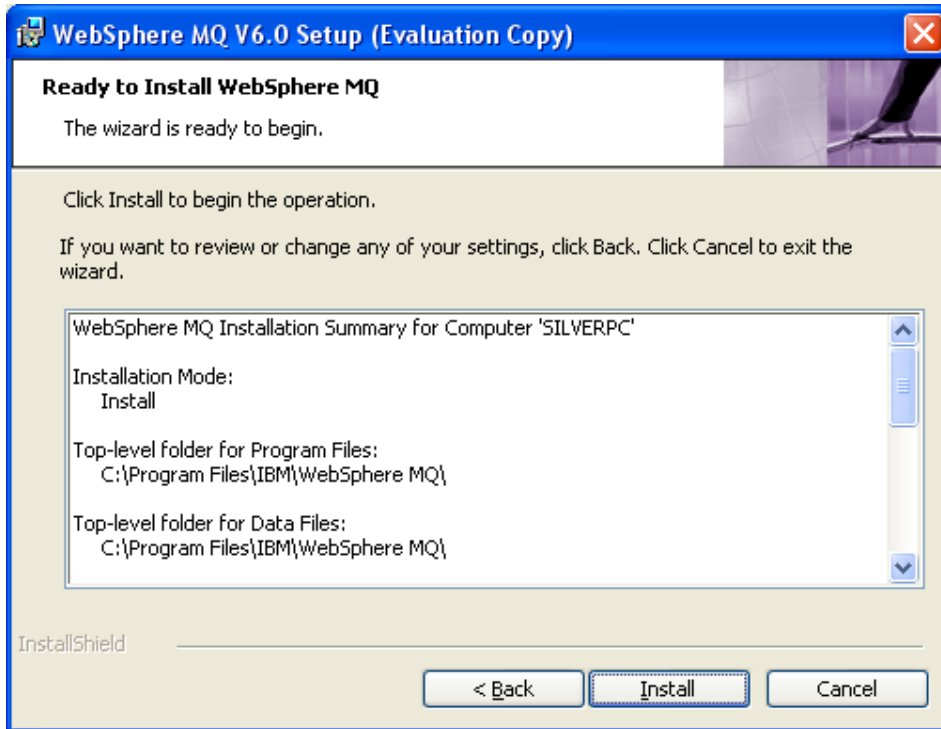 WebSphere MQ V6.0 Setup (Evaluation Copy)
Ready to Install WebSphere MQ
The wizard is ready to begin.
Click Install to begin the operation.
If you want to review or change any of your settings, click Back. Click Cancel to exit the
wizard.
WebSphere MQ Installation Summary for Computer 'SILVERPC'
Installation Mode:
Install
Top-level folder for Program Files:
C:\Program Files\IBM\WebSphere MQ\
Top-level folder for Data Files:
C:\Program Files\IBM\WebSphere MQ\
InstallShield
< Back Install Cancel